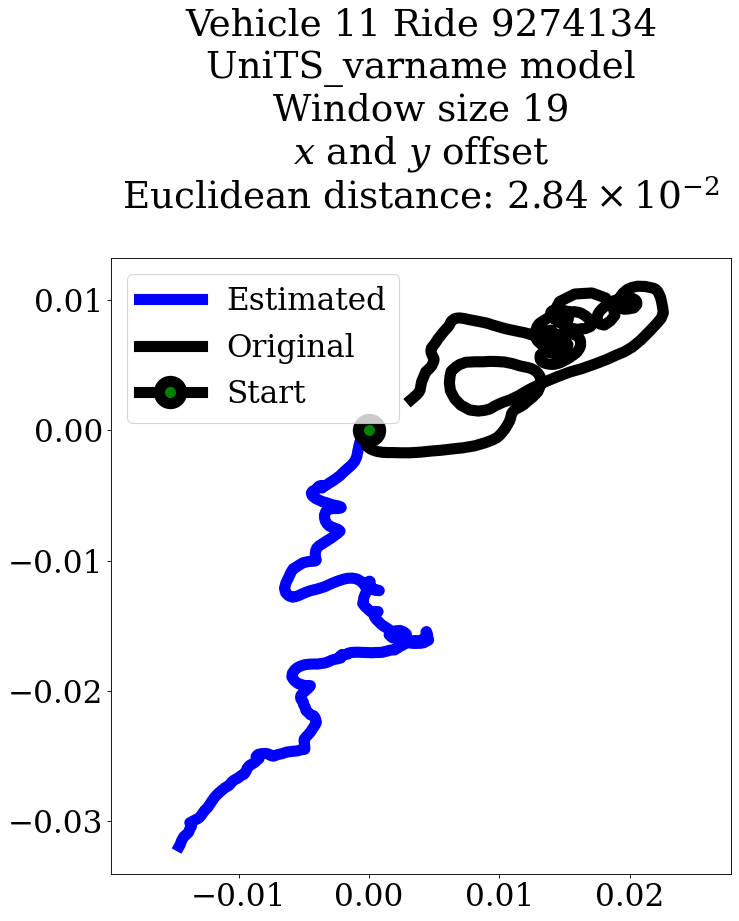 Vehicle 11 Ride 9274134
UniTS_varname model
Window size 19
x and y offset
Euclidean distance: 2.84 × 10⁻²
Estimated
Original
Start
0.01
0.00
−0.01
−0.02
−0.03
−0.01 0.00 0.01 0.02